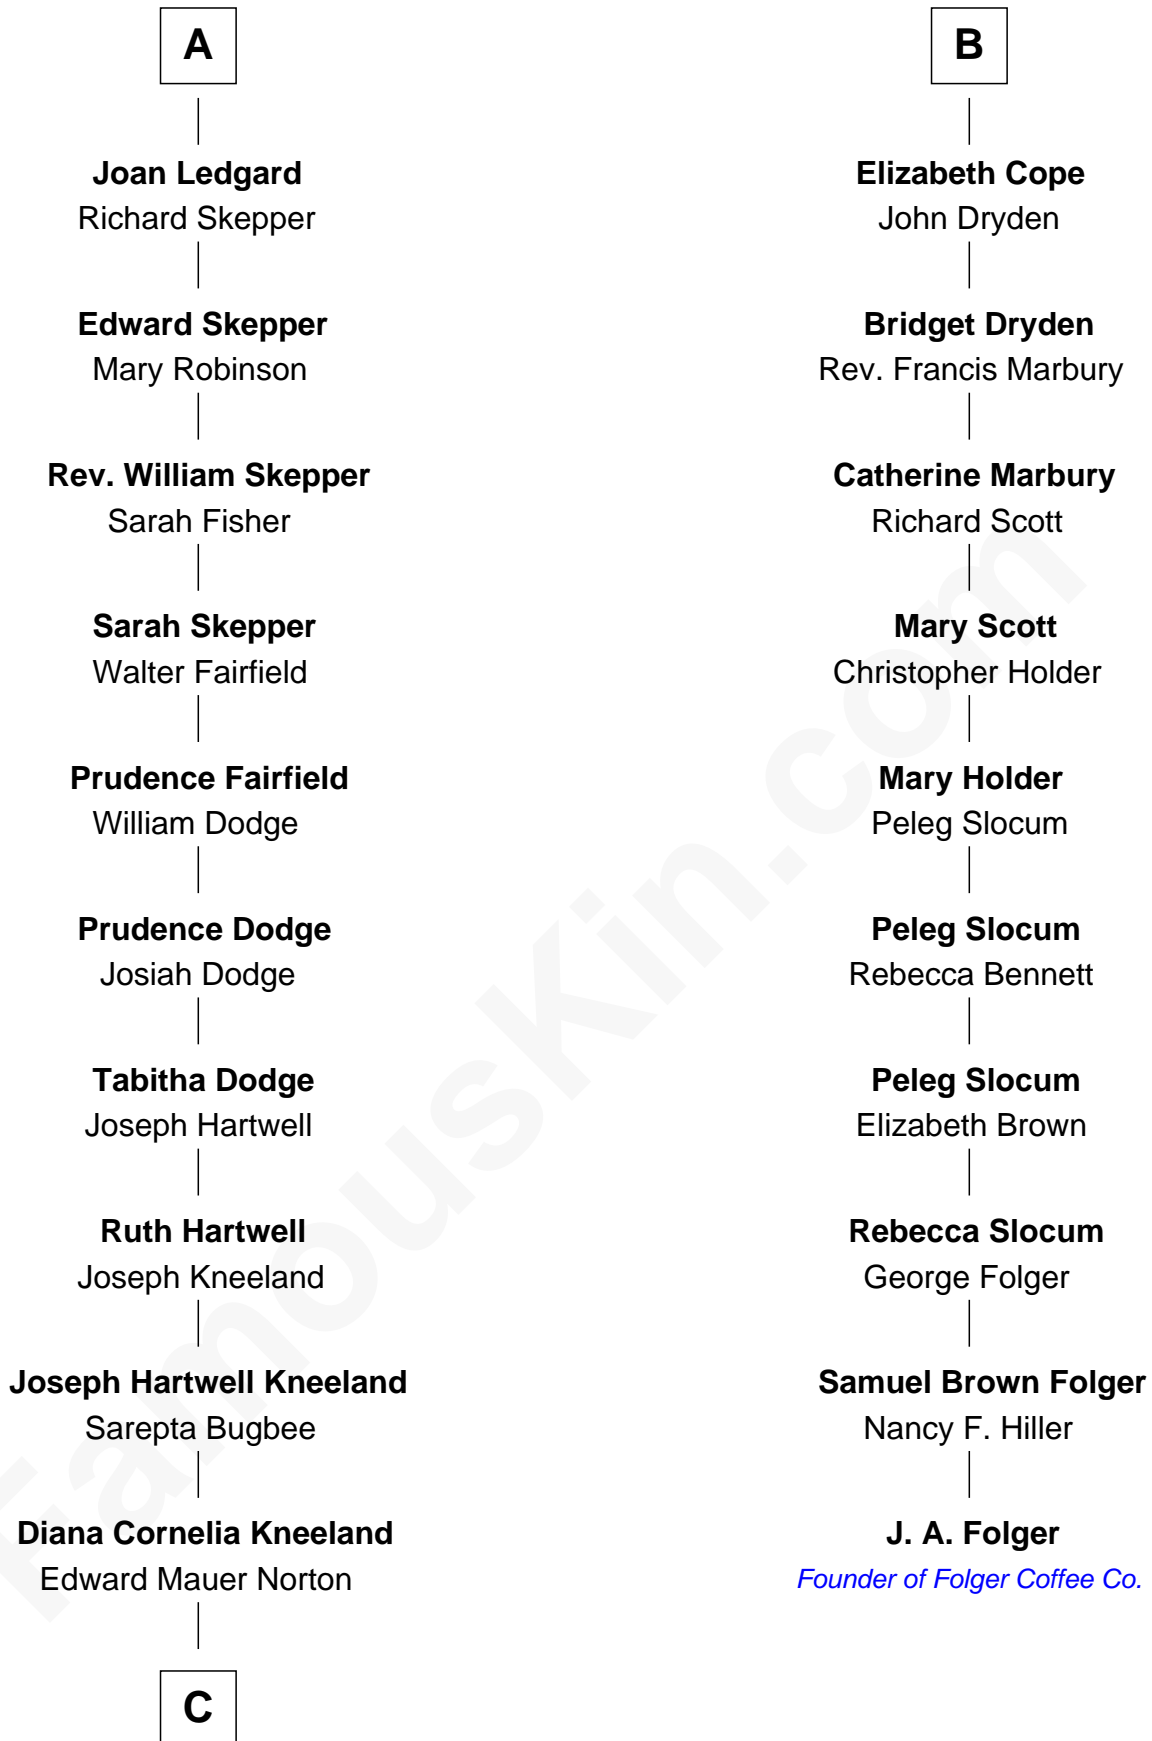 A
Joan Ledgard
Richard Skepper
Edward Skepper
Mary Robinson
Rev. William Skepper
Sarah Fisher
Sarah Skepper
Walter Fairfield
Prudence Fairfield
William Dodge
Prudence Dodge
Josiah Dodge
Tabitha Dodge
Joseph Hartwell
Ruth Hartwell
Joseph Kneeland
Joseph Hartwell Kneeland
Sarepta Bugbee
Diana Cornelia Kneeland
Edward Mauer Norton
C
B
Elizabeth Cope
John Dryden
Bridget Dryden
Rev. Francis Marbury
Catherine Marbury
Richard Scott
Mary Scott
Christopher Holder
Mary Holder
Peleg Slocum
Peleg Slocum
Rebecca Bennett
Peleg Slocum
Elizabeth Brown
Rebecca Slocum
George Folger
Samuel Brown Folger
Nancy F. Hiller
J. A. Folger
Founder of Folger Coffee Co.
FamousKin.com